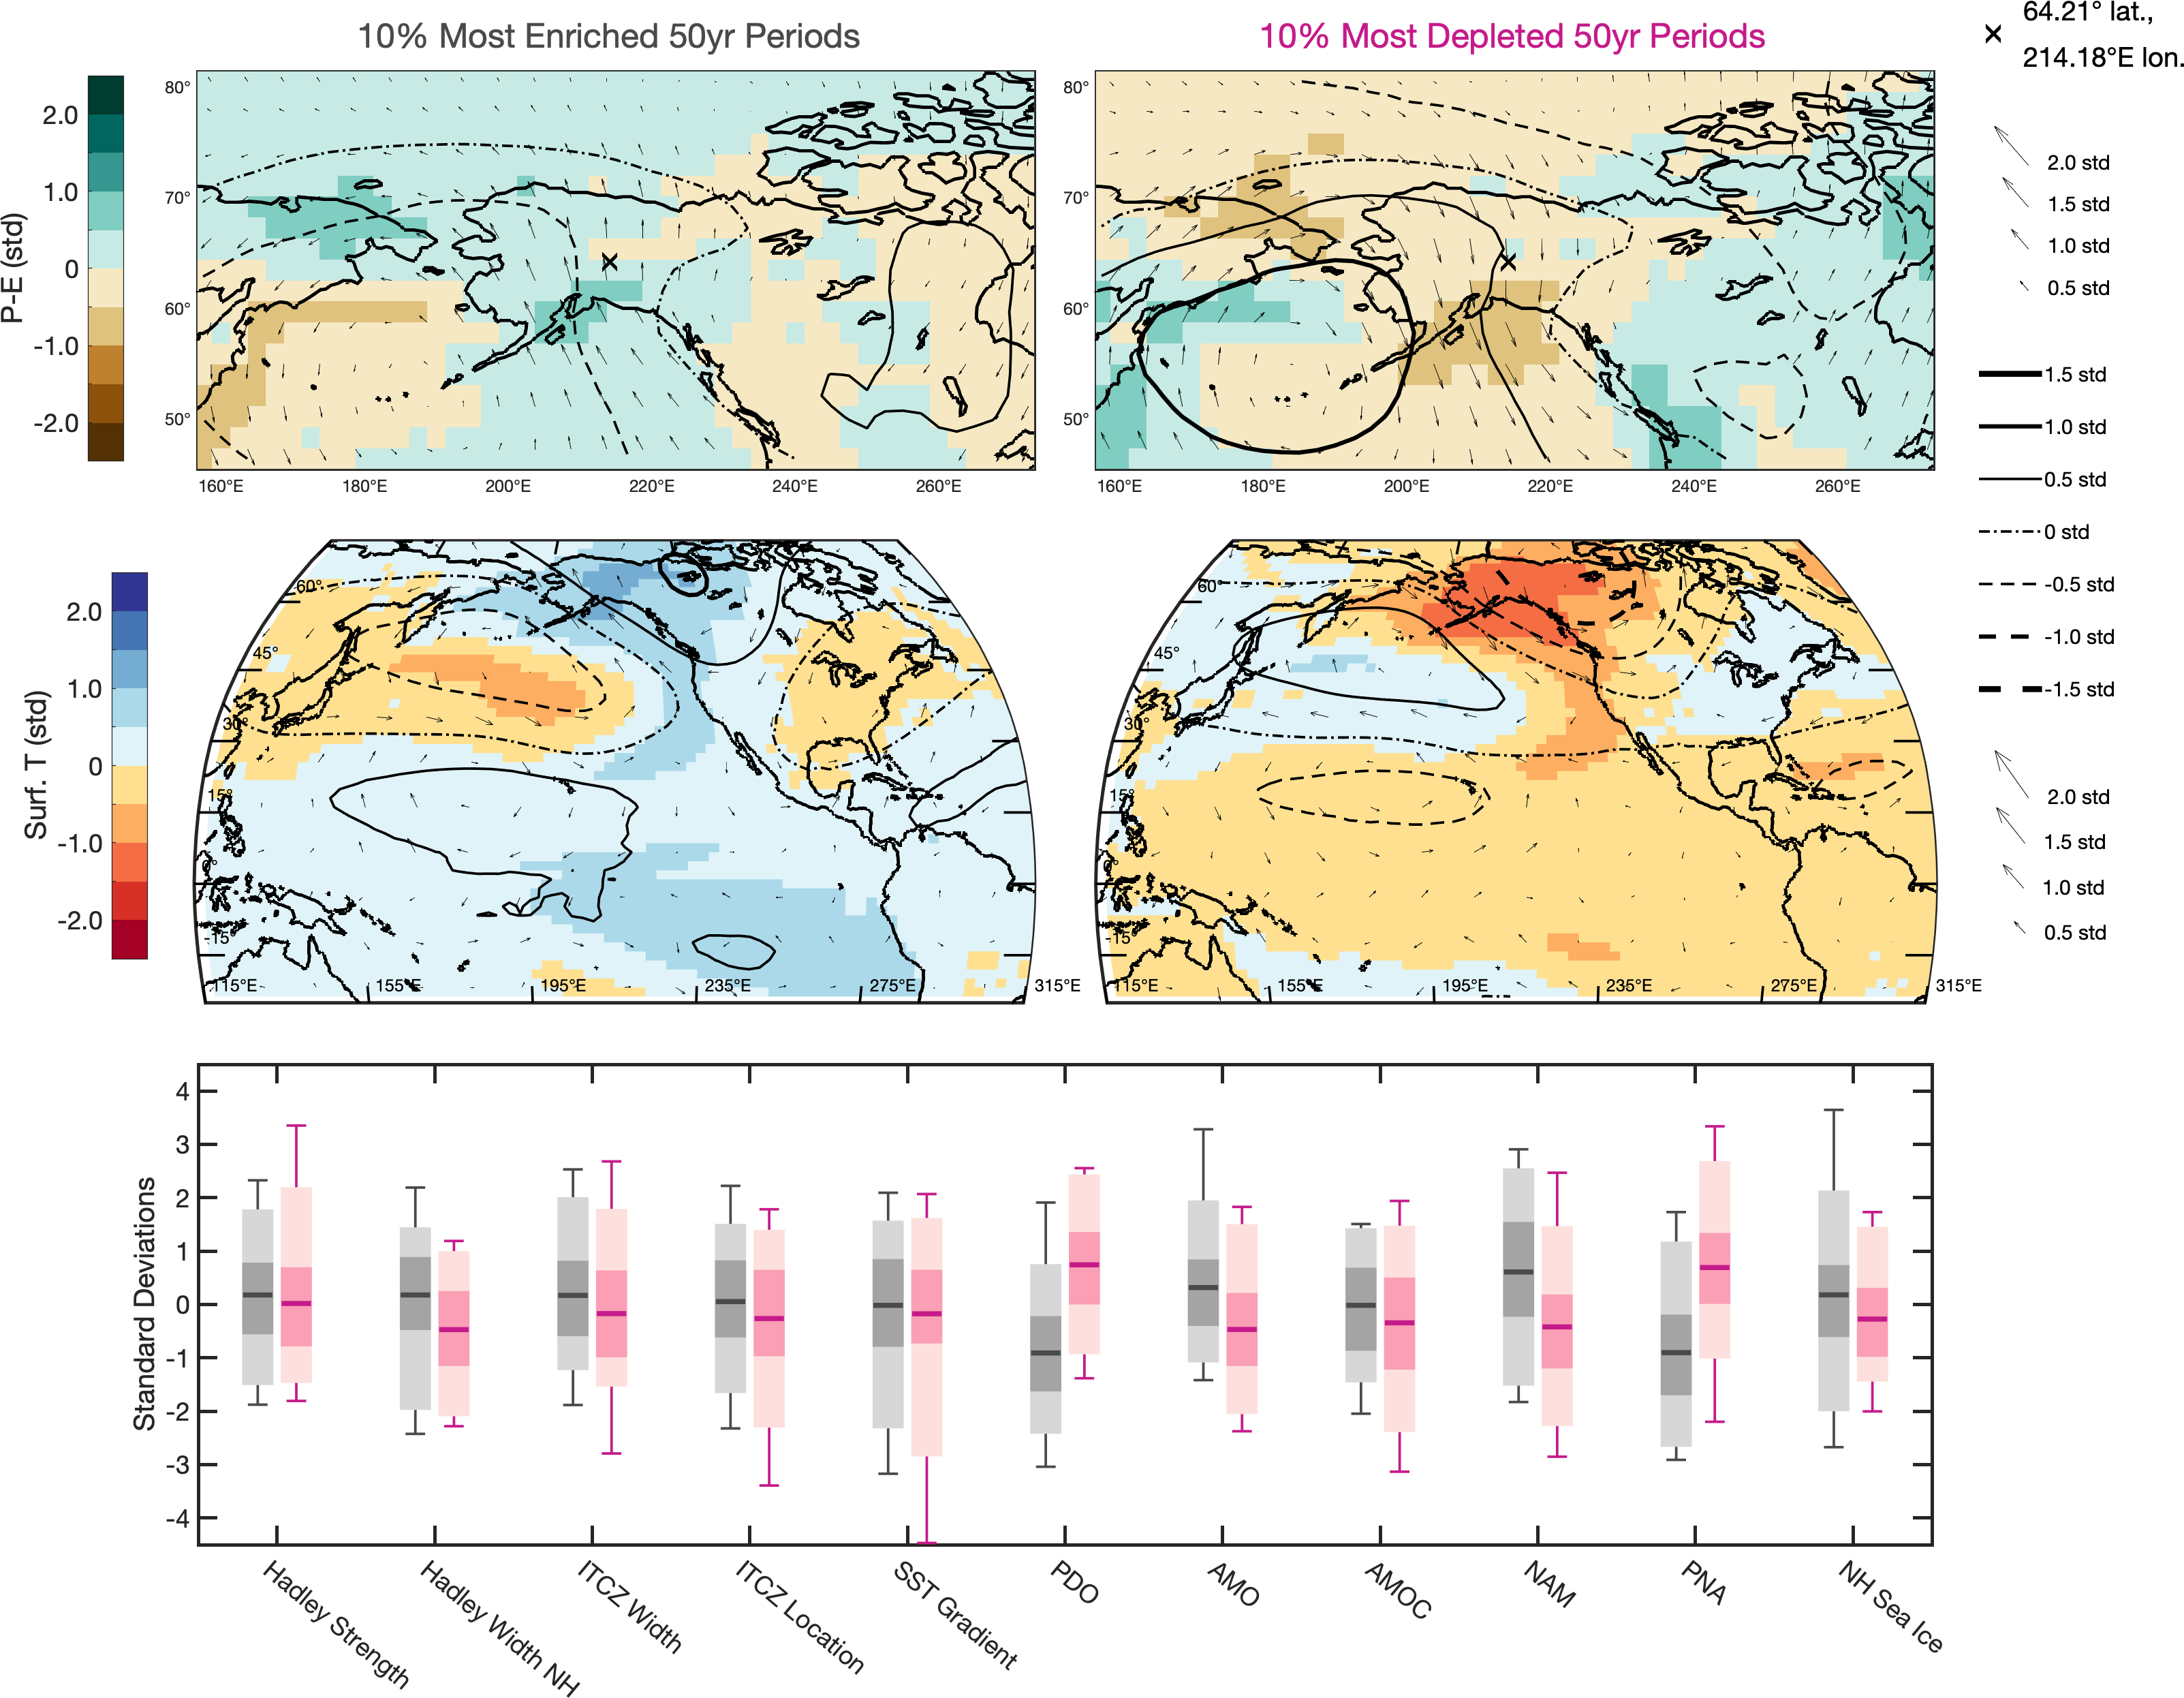 10% Most Enriched 50yr Periods
10% Most Depleted 50yr Periods
64.21° lat.,
214.18°E lon.
P-E (std)
2.0
1.0
0
-1.0
-2.0
80°
70°
60°
50°
160°E 180°E 200°E 220°E 240°E 260°E
80°
70°
60°
50°
160°E 180°E 200°E 220°E 240°E 260°E
2.0 std
1.5 std
1.0 std
0.5 std
1.5 std
1.0 std
0.5 std
0 std
-0.5 std
-1.0 std
-1.5 std
Surf. T (std)
2.0
1.0
0
-1.0
-2.0
60°
45°
30°
15°
0°
-15°
115°E 155°E 195°E 235°E 275°E 315°E
60°
45°
30°
15°
0°
-15°
115°E 155°E 195°E 235°E 275°E 315°E
2.0 std
1.5 std
1.0 std
0.5 std
Standard Deviations
4
3
2
1
0
-1
-2
-3
-4
Hadley Strength
Hadley Width NH
ITCZ Width
ITCZ Location
SST Gradient
PDO
AMO
AMOC
NAM
PNA
NH Sea Ice